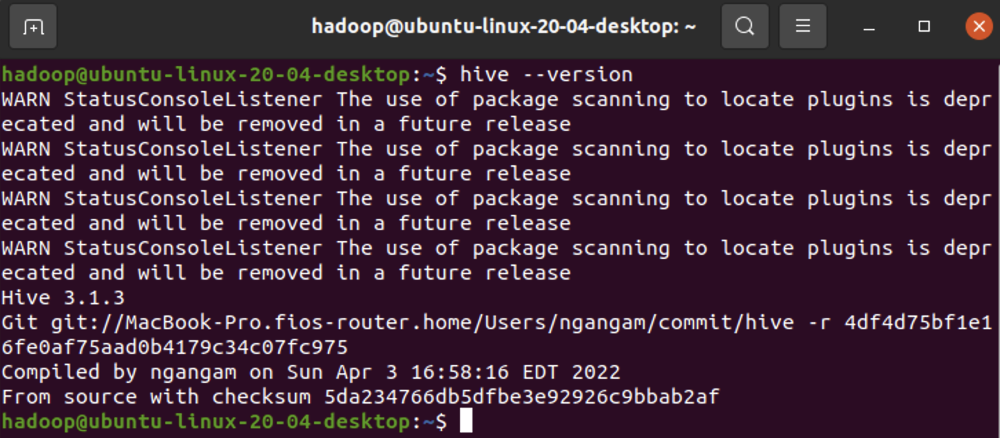 hadoop@ubuntu-linux-20-04-desktop: ~
hadoop@ubuntu-linux-20-04-desktop:~$ hive --version
WARN StatusConsoleListener The use of package scanning to locate plugins is depr
ecated and will be removed in a future release
WARN StatusConsoleListener The use of package scanning to locate plugins is depr
ecated and will be removed in a future release
WARN StatusConsoleListener The use of package scanning to locate plugins is depr
ecated and will be removed in a future release
WARN StatusConsoleListener The use of package scanning to locate plugins is depr
ecated and will be removed in a future release
Hive 3.1.3
Git git://MacBook-Pro.fios-router.home/Users/ngangam/commit/hive -r 4df4d75bf1e1
6fe0af75aad0b4179c34c07fc975
Compiled by ngangam on Sun Apr 3 16:58:16 EDT 2022
From source with checksum 5da234766db5dfbe3e92926c9bbab2af
hadoop@ubuntu-linux-20-04-desktop:~$